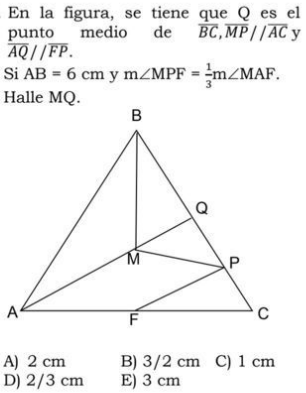 En la figura, se tiene que Q es el
punto medio de BC, MP//AC y
AQ//FP.
Si AB = 6 cm y m∠MPF = 1/3 m∠MAF.
Halle MQ.
B
Q
M
P
A
F
C
A) 2 cm B) 3/2 cm C) 1 cm
D) 2/3 cm E) 3 cm